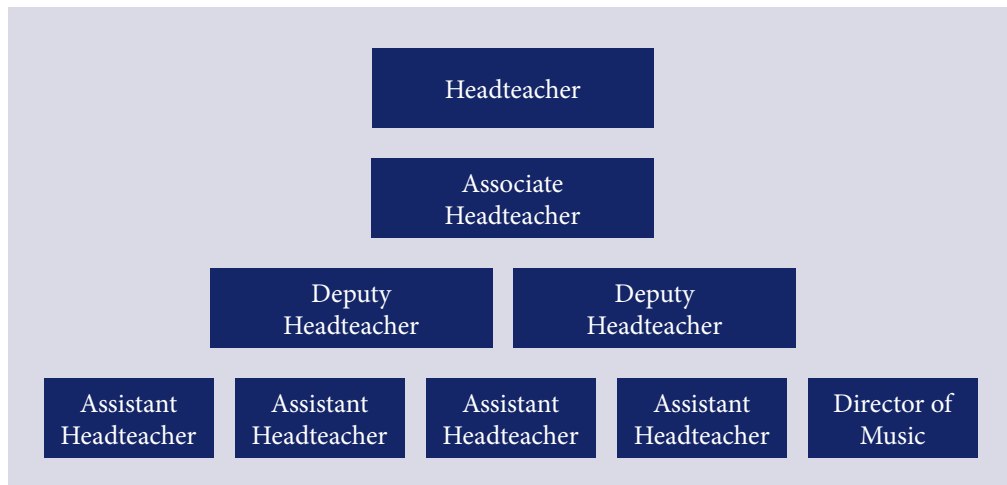 Headteacher
Associate
Headteacher
Deputy
Headteacher
Deputy
Headteacher
Assistant
Headteacher
Assistant
Headteacher
Assistant
Headteacher
Assistant
Headteacher
Director of
Music